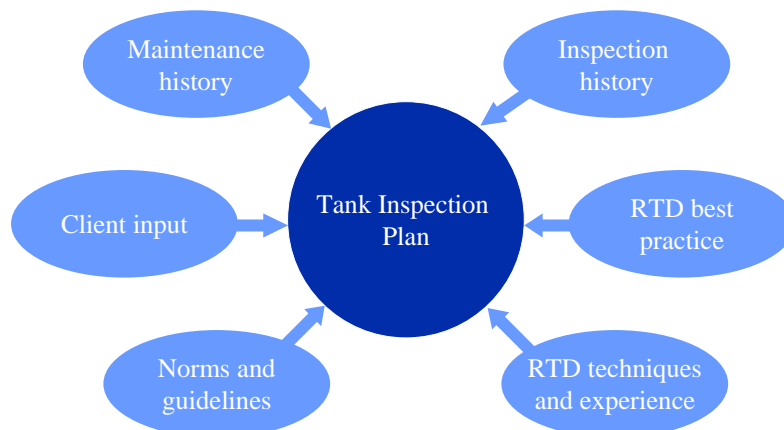 Maintenance
history
Inspection
history
Client input
Tank Inspection
Plan
RTD best
practice
Norms and
guidelines
RTD techniques
and experience